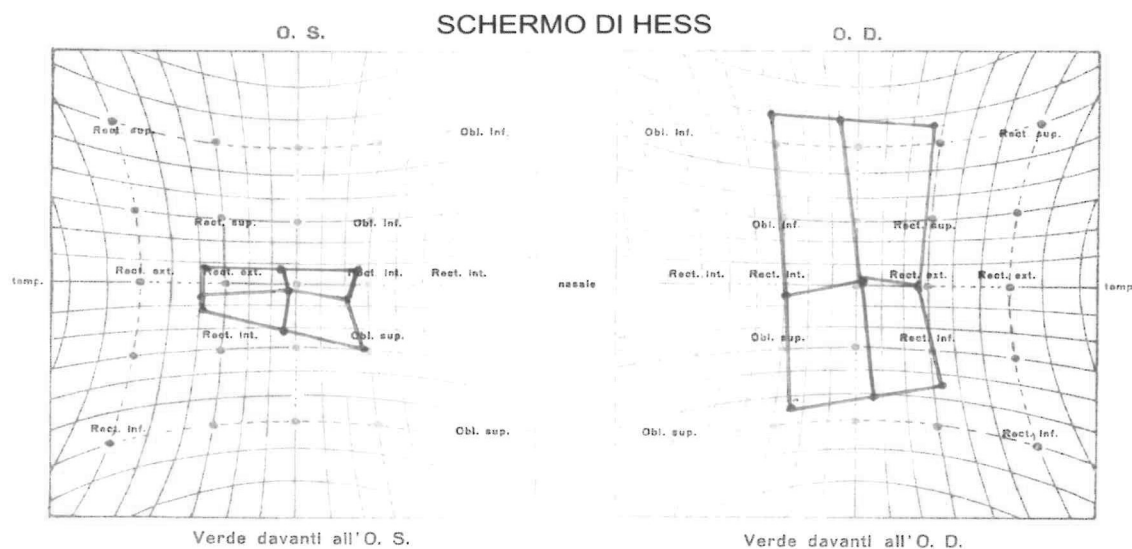 SCHERMO DI HESS
O. S. O. D.
Rect. sup. Obl. Inf. Obl. Inf. Rect. sup.
Rect. sup. Obl. Inf. Obl. Inf. Rect. sup.
temp. Rect. ext. Rect. ext. Rect. Int. Rect. Int. nasale Rect. Int. Rect. Int. Rect. ext. Rect. ext. temp.
Rect. Int. Obl. sup. Obl. sup. Rect. Inf.
Rect. Inf. Obl. sup. Obl. sup. Rect. Inf.
Verde davanti all'O. S. Verde davanti all'O. D.